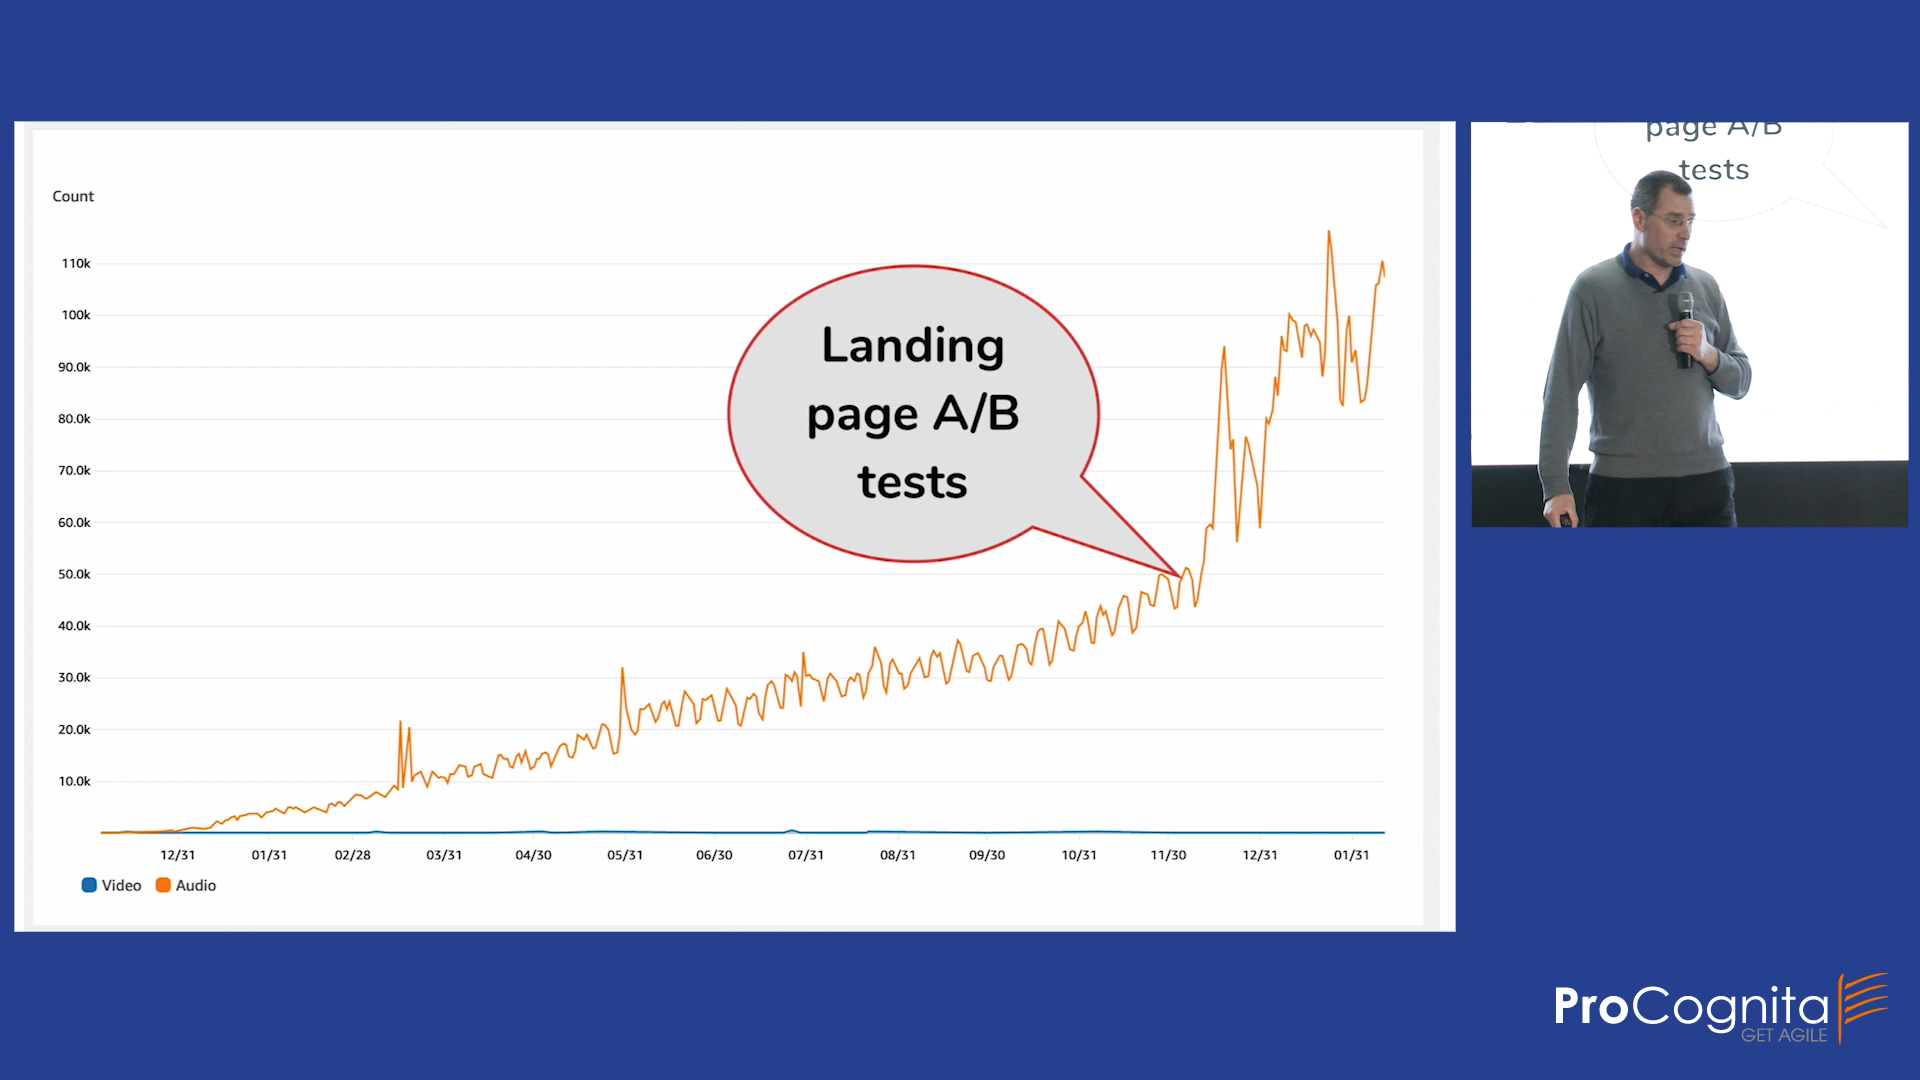 Count
110k
100k
90.0k
80.0k
70.0k
60.0k
50.0k
40.0k
30.0k
20.0k
10.0k
Landing
page A/B
tests
12/31 01/31 02/28 03/31 04/30 05/31 06/30 07/31 08/31 09/30 10/31 11/30 12/31 01/31
Video Audio
page A/B
tests
ProCognita
GET AGILE